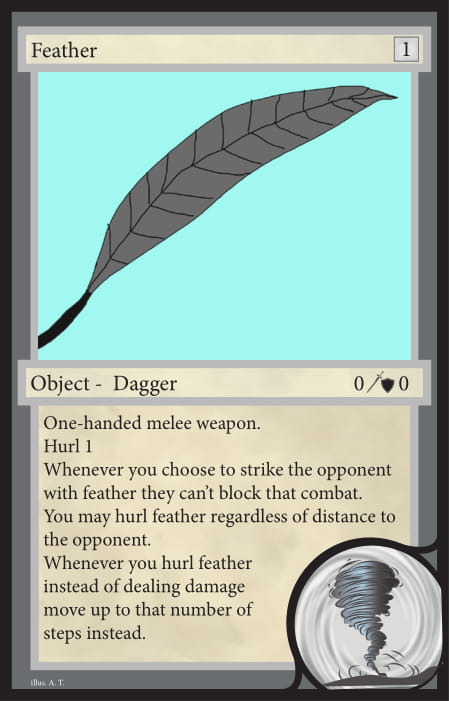 Feather 1
Object - Dagger 0/0
One-handed melee weapon.
Hurl 1
Whenever you choose to strike the opponent
with feather they can't block that combat.
You may hurl feather regardless of distance to
the opponent.
Whenever you hurl feather
instead of dealing damage
move up to that number of
steps instead.
illus. A. T.